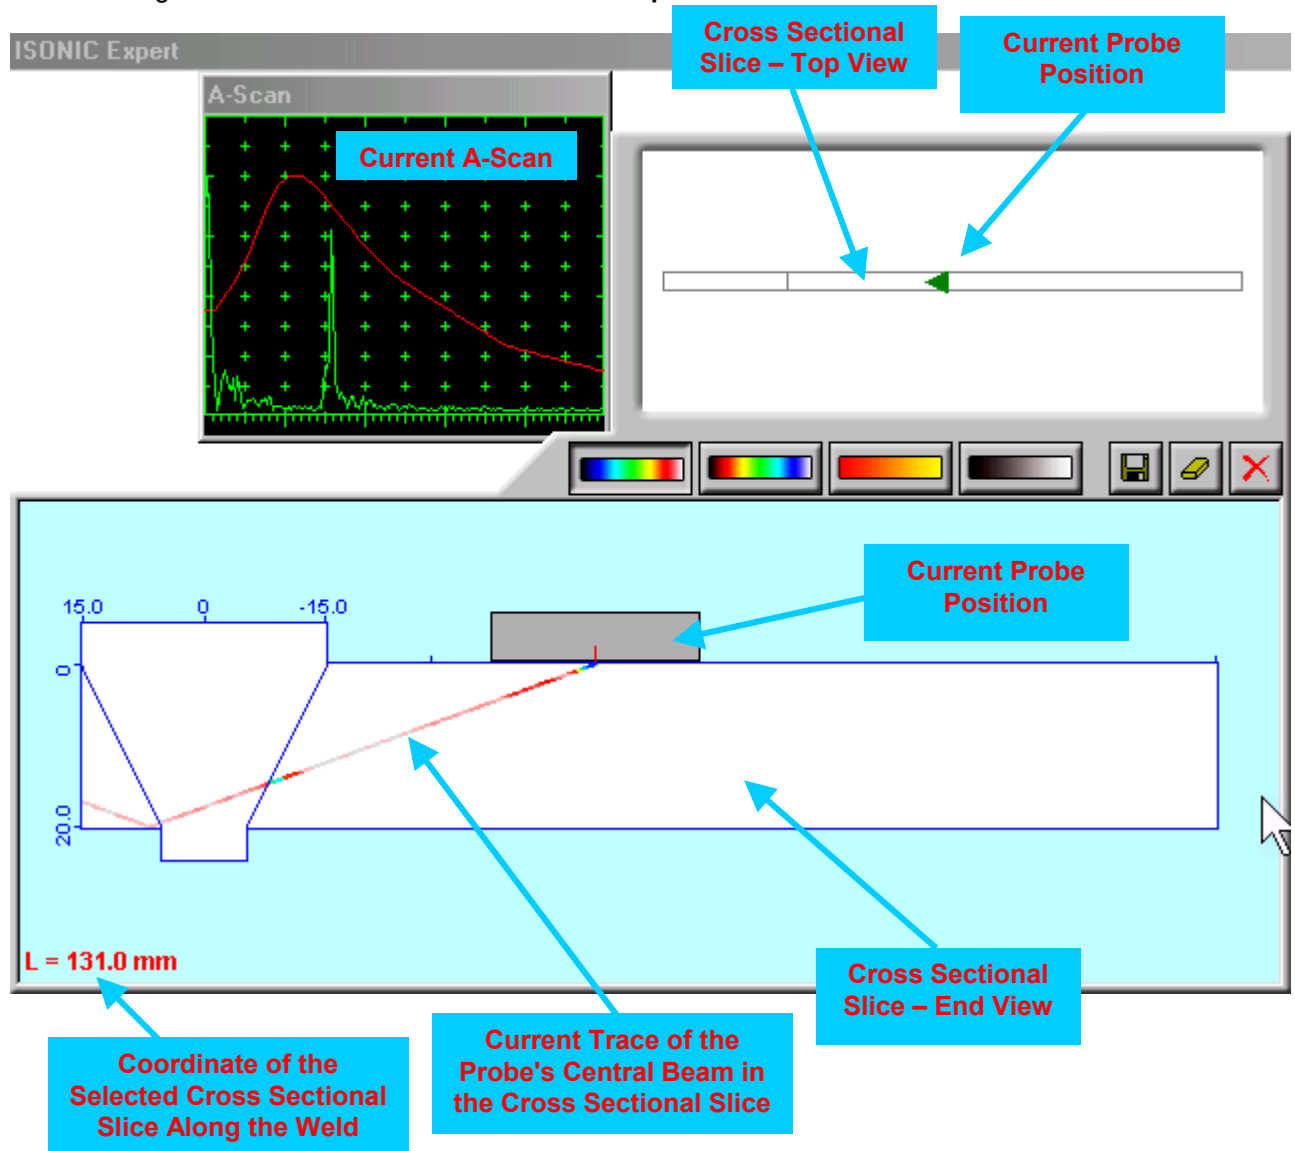 ISONIC Expert
Cross Sectional
Slice – Top View
Current Probe
Position
A-Scan
Current A-Scan
Current Probe
Position
15.0 0 -15.0
0
20.0
L = 131.0 mm
Cross Sectional
Slice – End View
Coordinate of the
Selected Cross Sectional
Slice Along the Weld
Current Trace of the
Probe's Central Beam in
the Cross Sectional Slice